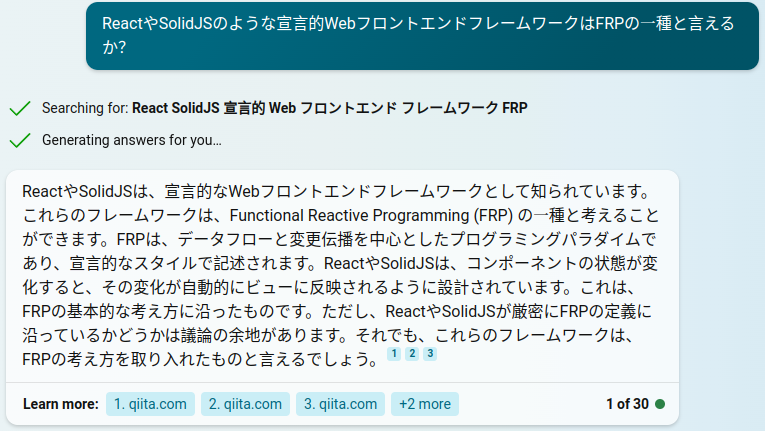 ReactやSolidJSのような宣言的WebフロントエンドフレームワークはFRPの一種と言える
か?
Searching for: React SolidJS 宣言的 Web フロントエンド フレームワーク FRP
Generating answers for you…
ReactやSolidJSは、宣言的なWebフロントエンドフレームワークとして知られています。
これらのフレームワークは、Functional Reactive Programming (FRP) の一種と考えること
ができます。FRPは、データフローと変更伝播を中心としたプログラミングパラダイムで
あり、宣言的なスタイルで記述されます。ReactやSolidJSは、コンポーネントの状態が変
化すると、その変化が自動的にビューに反映されるように設計されています。これは、
FRPの基本的な考え方に沿ったものです。ただし、ReactやSolidJSが厳密にFRPの定義に
沿っているかどうかは議論の余地があります。それでも、これらのフレームワークは、
FRPの考え方を取り入れたものと言えるでしょう。 1 2 3
Learn more: 1. qiita.com 2. qiita.com 3. qiita.com +2 more 1 of 30